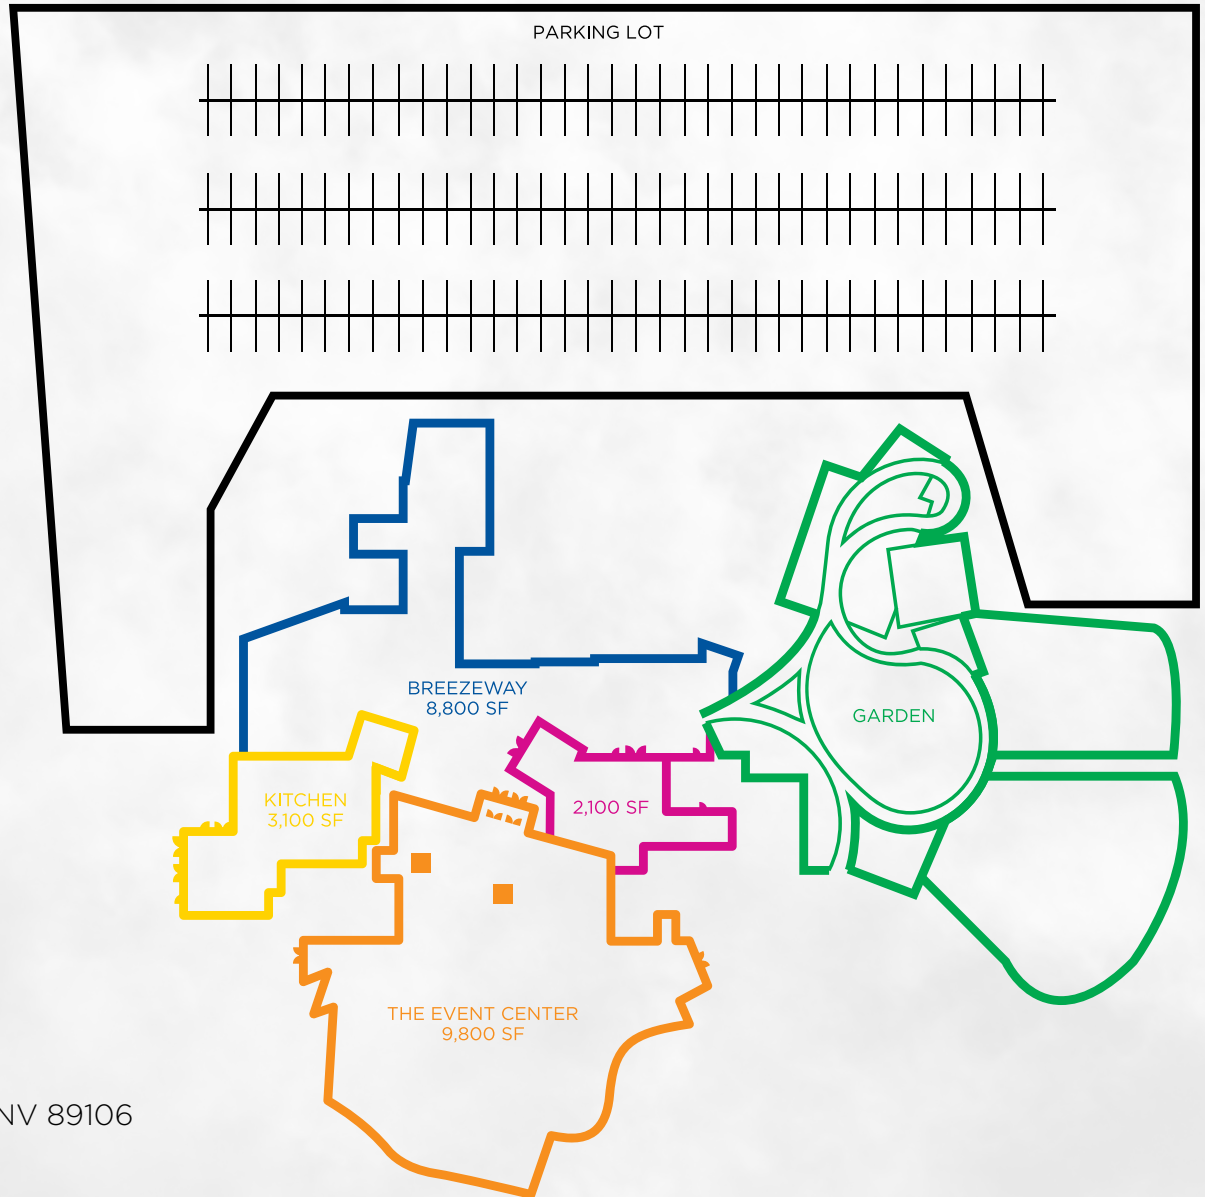 PARKING LOT
BREEZEWAY
8,800 SF
GARDEN
KITCHEN
3,100 SF
2,100 SF
THE EVENT CENTER
9,800 SF
NV 89106